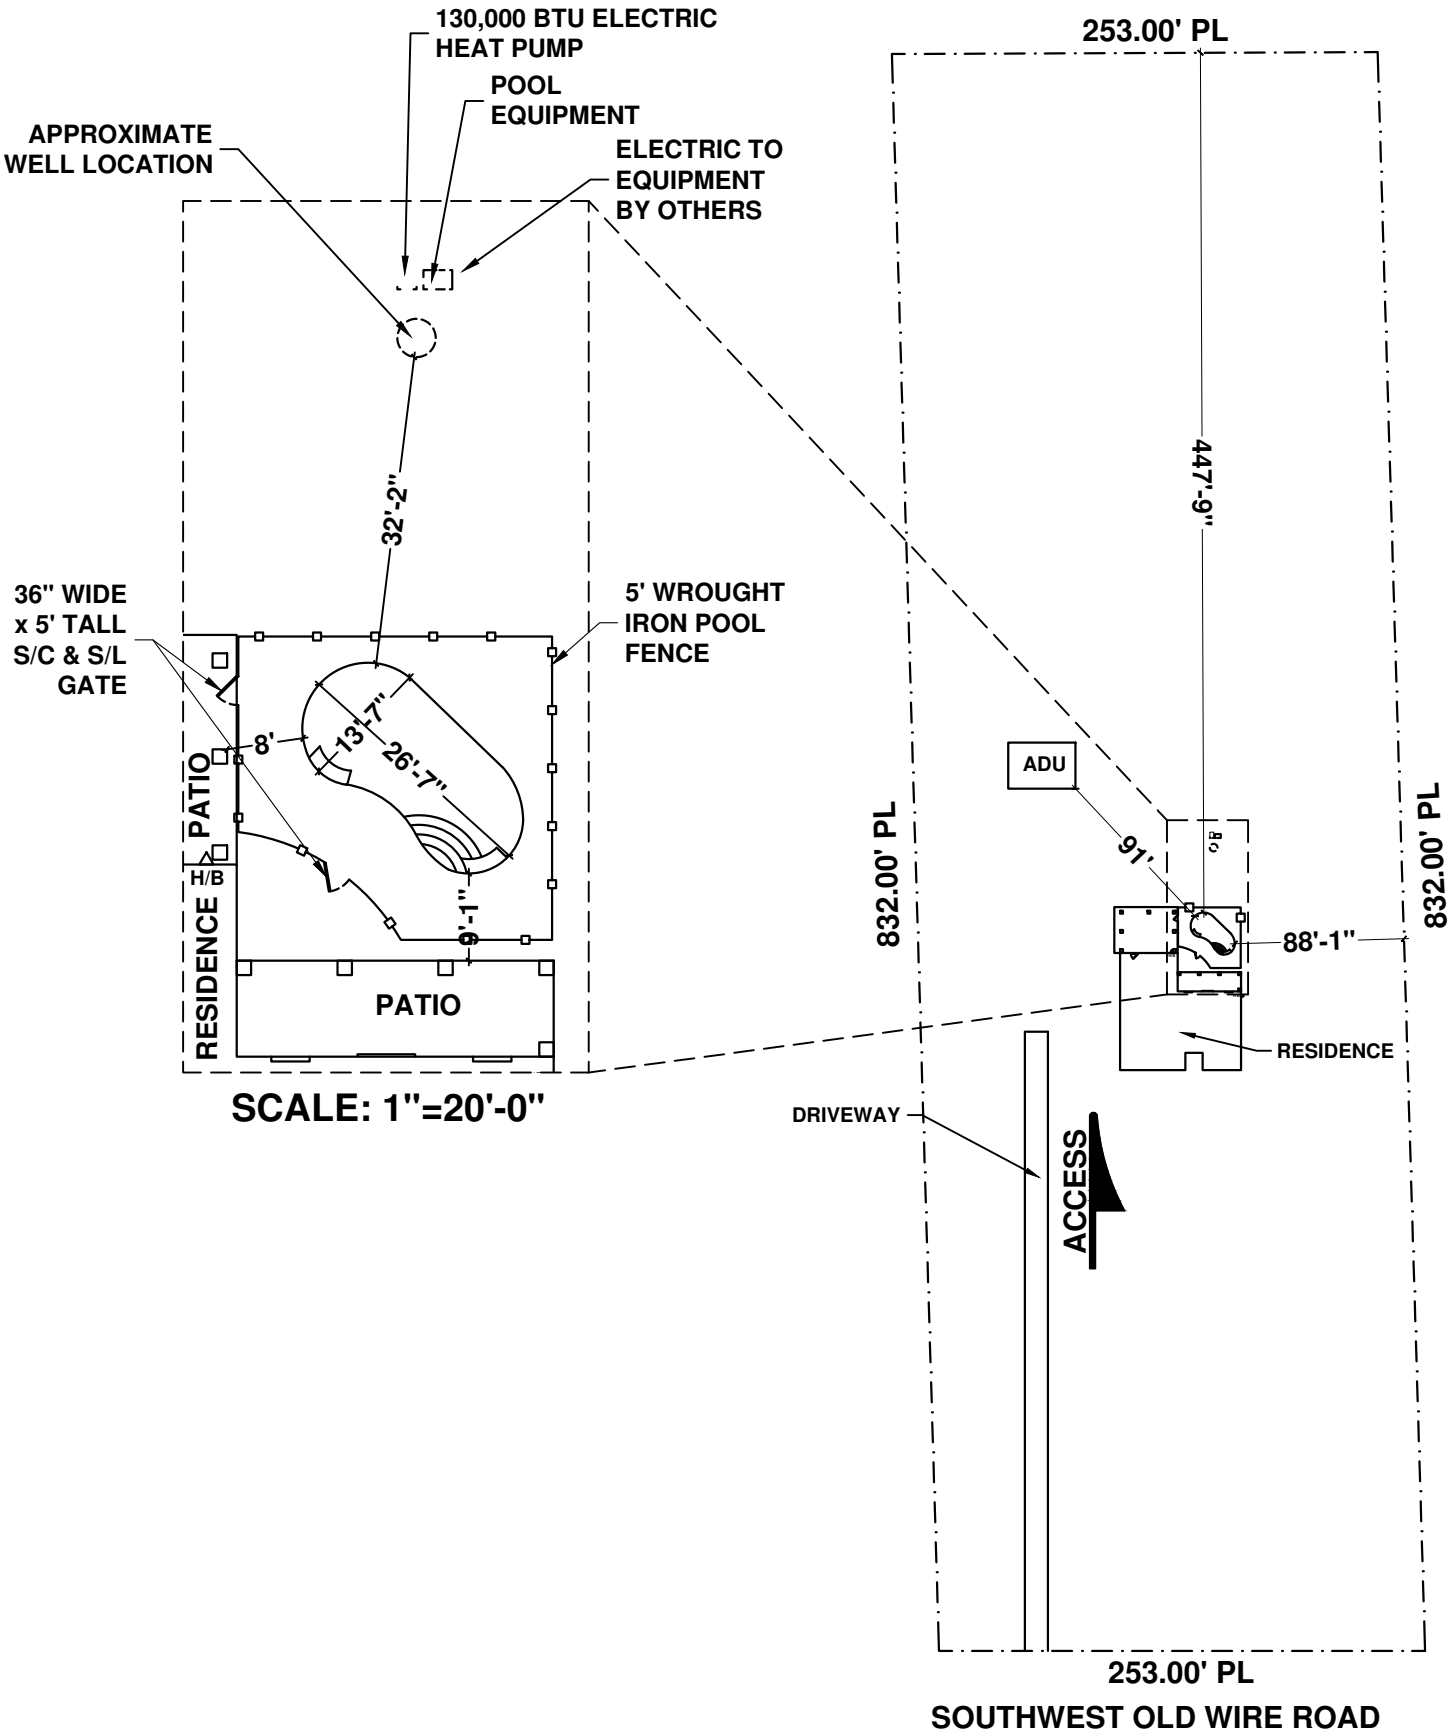 130,000 BTU ELECTRIC
HEAT PUMP
POOL
EQUIPMENT
APPROXIMATE
WELL LOCATION
ELECTRIC TO
EQUIPMENT
BY OTHERS
32'-2"
36" WIDE
x 5' TALL
S/C & S/L
GATE
5' WROUGHT
IRON POOL
FENCE
8'
13'-7"
26'-7"
PATIO
H/B
RESIDENCE
9'-1"
PATIO
SCALE: 1"=20'-0"
253.00' PL
447'-9"
ADU
91'
832.00' PL
832.00' PL
88'-1"
RESIDENCE
DRIVEWAY
ACCESS
253.00' PL
SOUTHWEST OLD WIRE ROAD